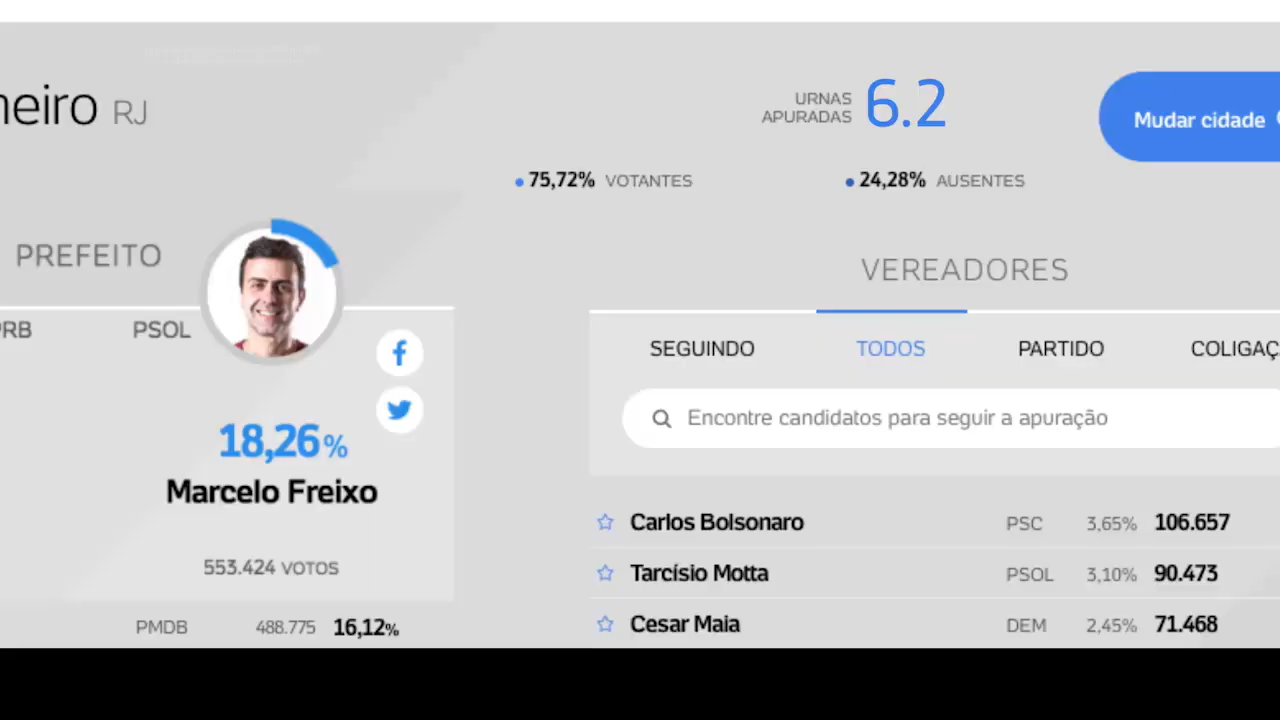 neiro RJ
URNAS
APURADAS
6.2
Mudar cidade
75,72% VOTANTES
24,28% AUSENTES
PREFEITO
RB
PSOL
18,26%
Marcelo Freixo
553.424 VOTOS
PMDB 488.775 16,12%
VEREADORES
SEGUINDO TODOS PARTIDO COLIGAÇ
Encontre candidatos para seguir a apuração
Carlos Bolsonaro PSC 3,65% 106.657
Tarcísio Motta PSOL 3,10% 90.473
Cesar Maia DEM 2,45% 71.468